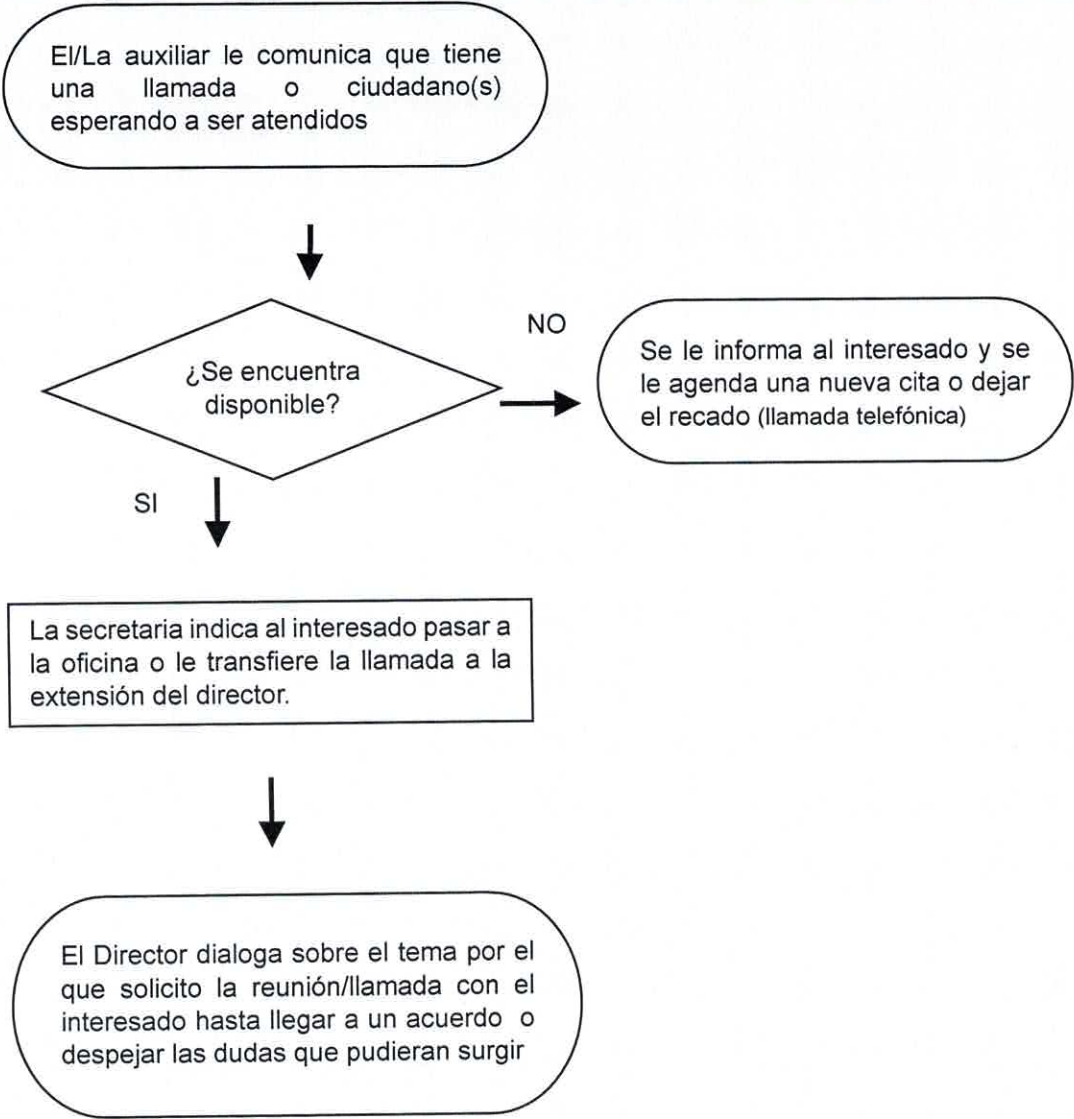 El/La auxiliar le comunica que tiene
una llamada o ciudadano(s)
esperando a ser atendidos
¿Se encuentra
disponible?
NO
Se le informa al interesado y se
le agenda una nueva cita o dejar
el recado (llamada telefónica)
SI
La secretaria indica al interesado pasar a
la oficina o le transfiere la llamada a la
extensión del director.
El Director dialoga sobre el tema por el
que solicito la reunión/llamada con el
interesado hasta llegar a un acuerdo o
despejar las dudas que pudieran surgir